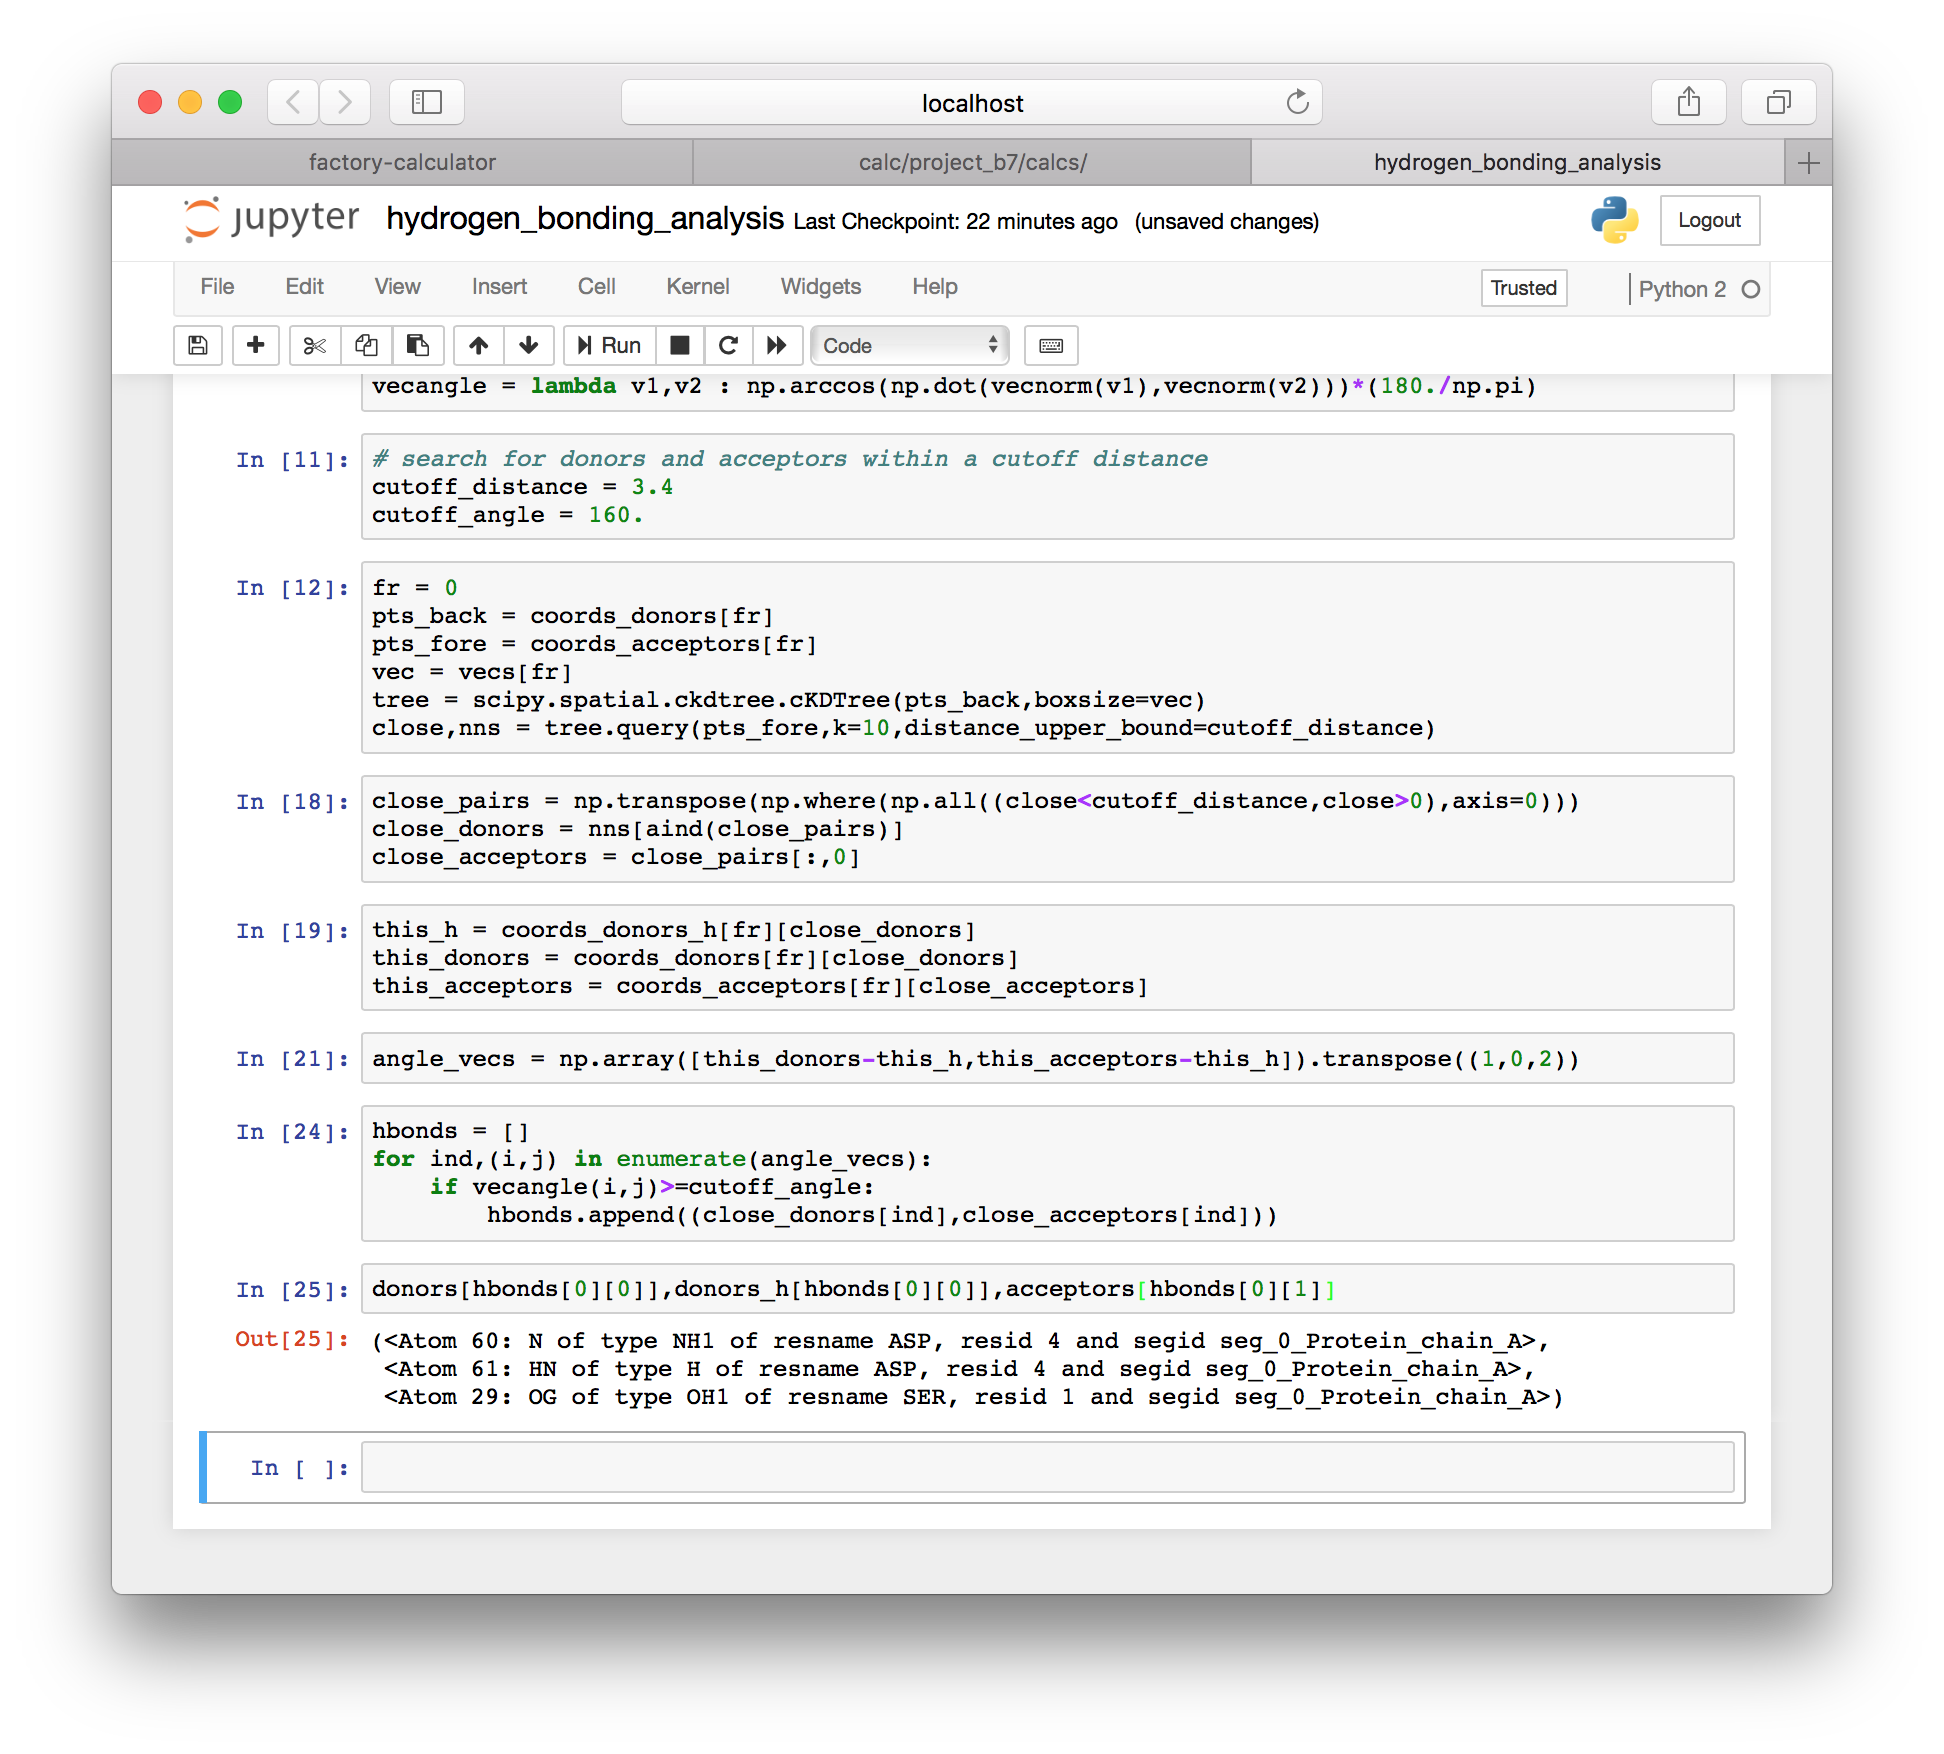 localhost
factory-calculator
calc/project_b7/calcs/
hydrogen_bonding_analysis
jupyter hydrogen_bonding_analysis Last Checkpoint: 22 minutes ago (unsaved changes)
Logout
File Edit View Insert Cell Kernel Widgets Help
Trusted
Python 2
Run
Code
vecangle = lambda v1,v2 : np.arccos(np.dot(vecnorm(v1),vecnorm(v2)))*(180./np.pi)
In [11]:
# search for donors and acceptors within a cutoff distance
cutoff_distance = 3.4
cutoff_angle = 160.
In [12]:
fr = 0
pts_back = coords_donors[fr]
pts_fore = coords_acceptors[fr]
vec = vecs[fr]
tree = scipy.spatial.ckdtree.cKDTree(pts_back,boxsize=vec)
close,nns = tree.query(pts_fore,k=10,distance_upper_bound=cutoff_distance)
In [18]:
close_pairs = np.transpose(np.where(np.all((close<cutoff_distance,close>0),axis=0)))
close_donors = nns[aind(close_pairs)]
close_acceptors = close_pairs[:,0]
In [19]:
this_h = coords_donors_h[fr][close_donors]
this_donors = coords_donors[fr][close_donors]
this_acceptors = coords_acceptors[fr][close_acceptors]
In [21]:
angle_vecs = np.array([this_donors-this_h,this_acceptors-this_h]).transpose((1,0,2))
In [24]:
hbonds = []
for ind,(i,j) in enumerate(angle_vecs):
    if vecangle(i,j)>=cutoff_angle:
        hbonds.append((close_donors[ind],close_acceptors[ind]))
In [25]:
donors[hbonds[0][0]],donors_h[hbonds[0][0]],acceptors[hbonds[0][1]]
Out[25]:
(<Atom 60: N of type NH1 of resname ASP, resid 4 and segid seg_0_Protein_chain_A>,
 <Atom 61: HN of type H of resname ASP, resid 4 and segid seg_0_Protein_chain_A>,
 <Atom 29: OG of type OH1 of resname SER, resid 1 and segid seg_0_Protein_chain_A>)
In [ ]: